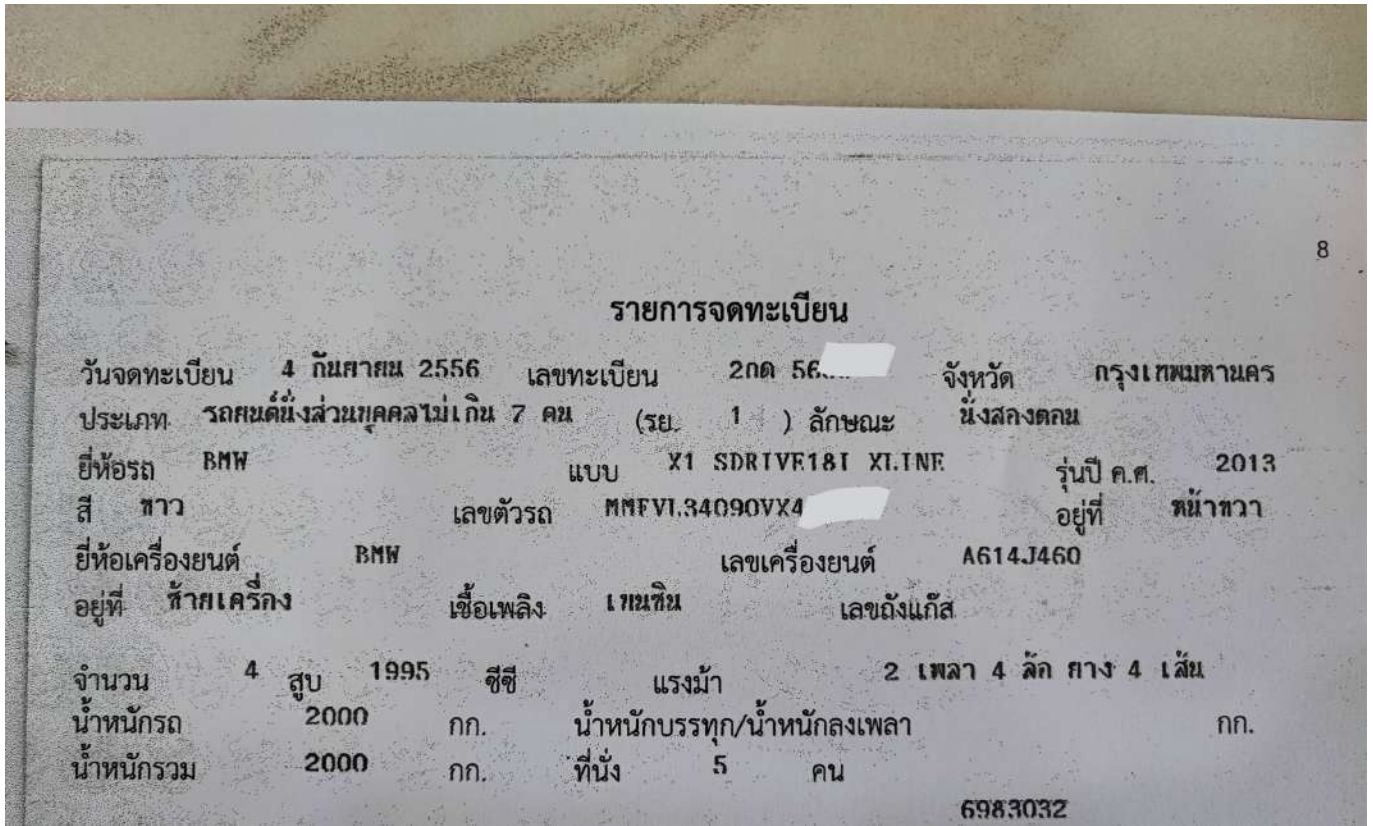 8
รายการจดทะเบียน
วันจดทะเบียน 4 กันยายน 2556 เลขทะเบียน 2กด 56 จังหวัด กรุงเทพมหานคร
ประเภท รถยนต์นั่งส่วนบุคคลไม่เกิน 7 คน (รย. 1 ) ลักษณะ นั่งสองตอน
ยี่ห้อรถ BMW แบบ X1 SDRIVE18I XLINE รุ่นปี ค.ศ. 2013
สี ขาว เลขตัวรถ MMFVL34090VX4 อยู่ที่ หน้าขวา
ยี่ห้อเครื่องยนต์ BMW เลขเครื่องยนต์ A614J460
อยู่ที่ ซ้ายเครื่อง เชื้อเพลิง เบนซิน เลขถังแก๊ส
จำนวน 4 สูบ 1995 ซีซี แรงม้า 2 เพลา 4 ล้อ ยาง 4 เส้น
น้ำหนักรถ 2000 กก. น้ำหนักบรรทุก/น้ำหนักลงเพลา กก.
น้ำหนักรวม 2000 กก. ที่นั่ง 5 คน
6983032